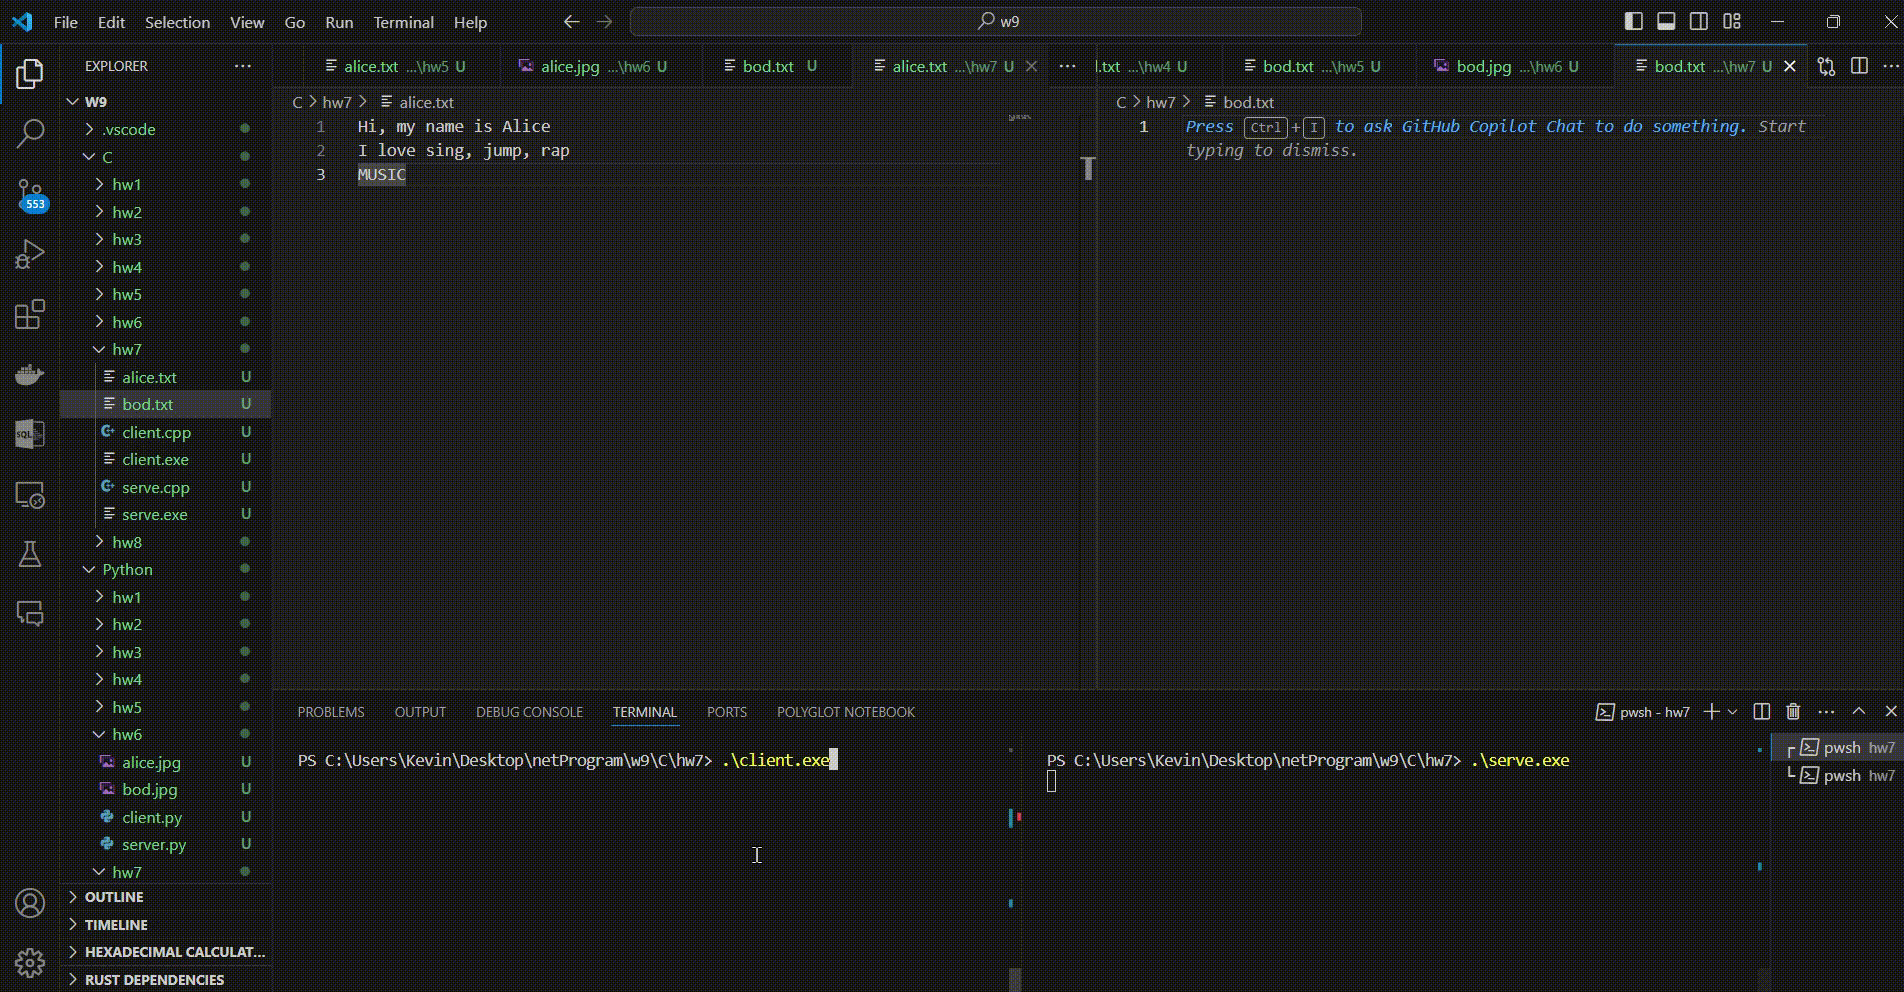 File Edit Selection View Go Run Terminal Help
w9
EXPLORER
W9
.vscode
C
hw1
hw2
hw3
hw4
hw5
hw6
hw7
alice.txt U
bod.txt U
client.cpp U
client.exe U
serve.cpp U
serve.exe U
hw8
Python
hw1
hw2
hw3
hw4
hw5
hw6
alice.jpg U
bod.jpg U
client.py U
server.py U
hw7
OUTLINE
TIMELINE
HEXADECIMAL CALCULAT...
RUST DEPENDENCIES
553
SQL
alice.txt ...\hw5 U
alice.jpg ...\hw6 U
bod.txt U
alice.txt ...\hw7 U
C > hw7 > alice.txt
1 Hi, my name is Alice
2 I love sing, jump, rap
3 MUSIC
l.txt ...\hw4 U
bod.txt ...\hw5 U
bod.jpg ...\hw6 U
bod.txt ...\hw7 U
C > hw7 > bod.txt
1 Press Ctrl+I to ask GitHub Copilot Chat to do something. Start
typing to dismiss.
PROBLEMS OUTPUT DEBUG CONSOLE TERMINAL PORTS POLYGLOT NOTEBOOK
pwsh - hw7
PS C:\Users\Kevin\Desktop\netProgram\w9\C\hw7> .\client.exe
PS C:\Users\Kevin\Desktop\netProgram\w9\C\hw7> .\serve.exe
pwsh hw7
pwsh hw7